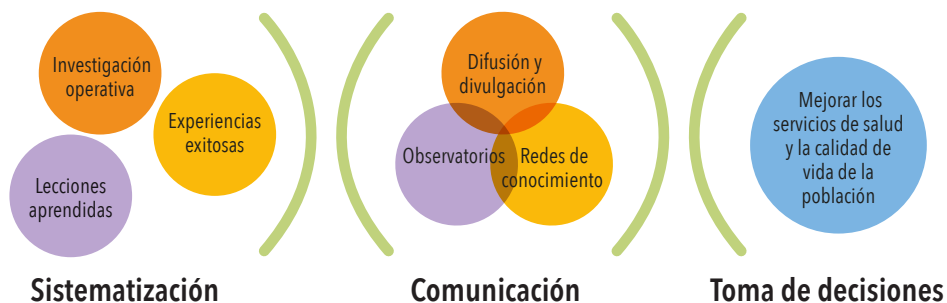 Investigación
operativa
Experiencias
exitosas
Lecciones
aprendidas
Sistematización
Difusión y
divulgación
Observatorios
Redes de
conocimiento
Comunicación
Mejorar los
servicios de salud
y la calidad de
vida de la
población
Toma de decisiones